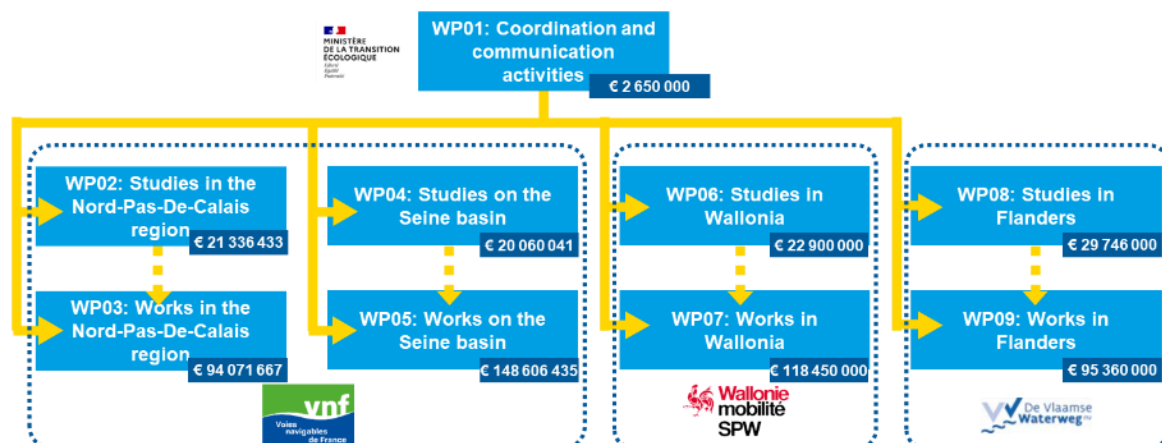 MINISTÈRE
DE LA TRANSITION
ÉCOLOGIQUE
Liberté
Égalité
Fraternité
WP01: Coordination and
communication
activities
€ 2 650 000
WP02: Studies in the
Nord-Pas-De-Calais
region
€ 21 336 433
WP04: Studies on the
Seine basin
€ 20 060 041
WP06: Studies in
Wallonia
€ 22 900 000
WP08: Studies in
Flanders
€ 29 746 000
WP03: Works in the
Nord-Pas-De-Calais
region
€ 94 071 667
WP05: Works on the
Seine basin
€ 148 606 435
WP07: Works in
Wallonia
€ 118 450 000
WP09: Works in
Flanders
€ 95 360 000
vnf
Voies
navigables
de France
Wallonie
mobilité
SPW
De Vlaamse
Waterweg